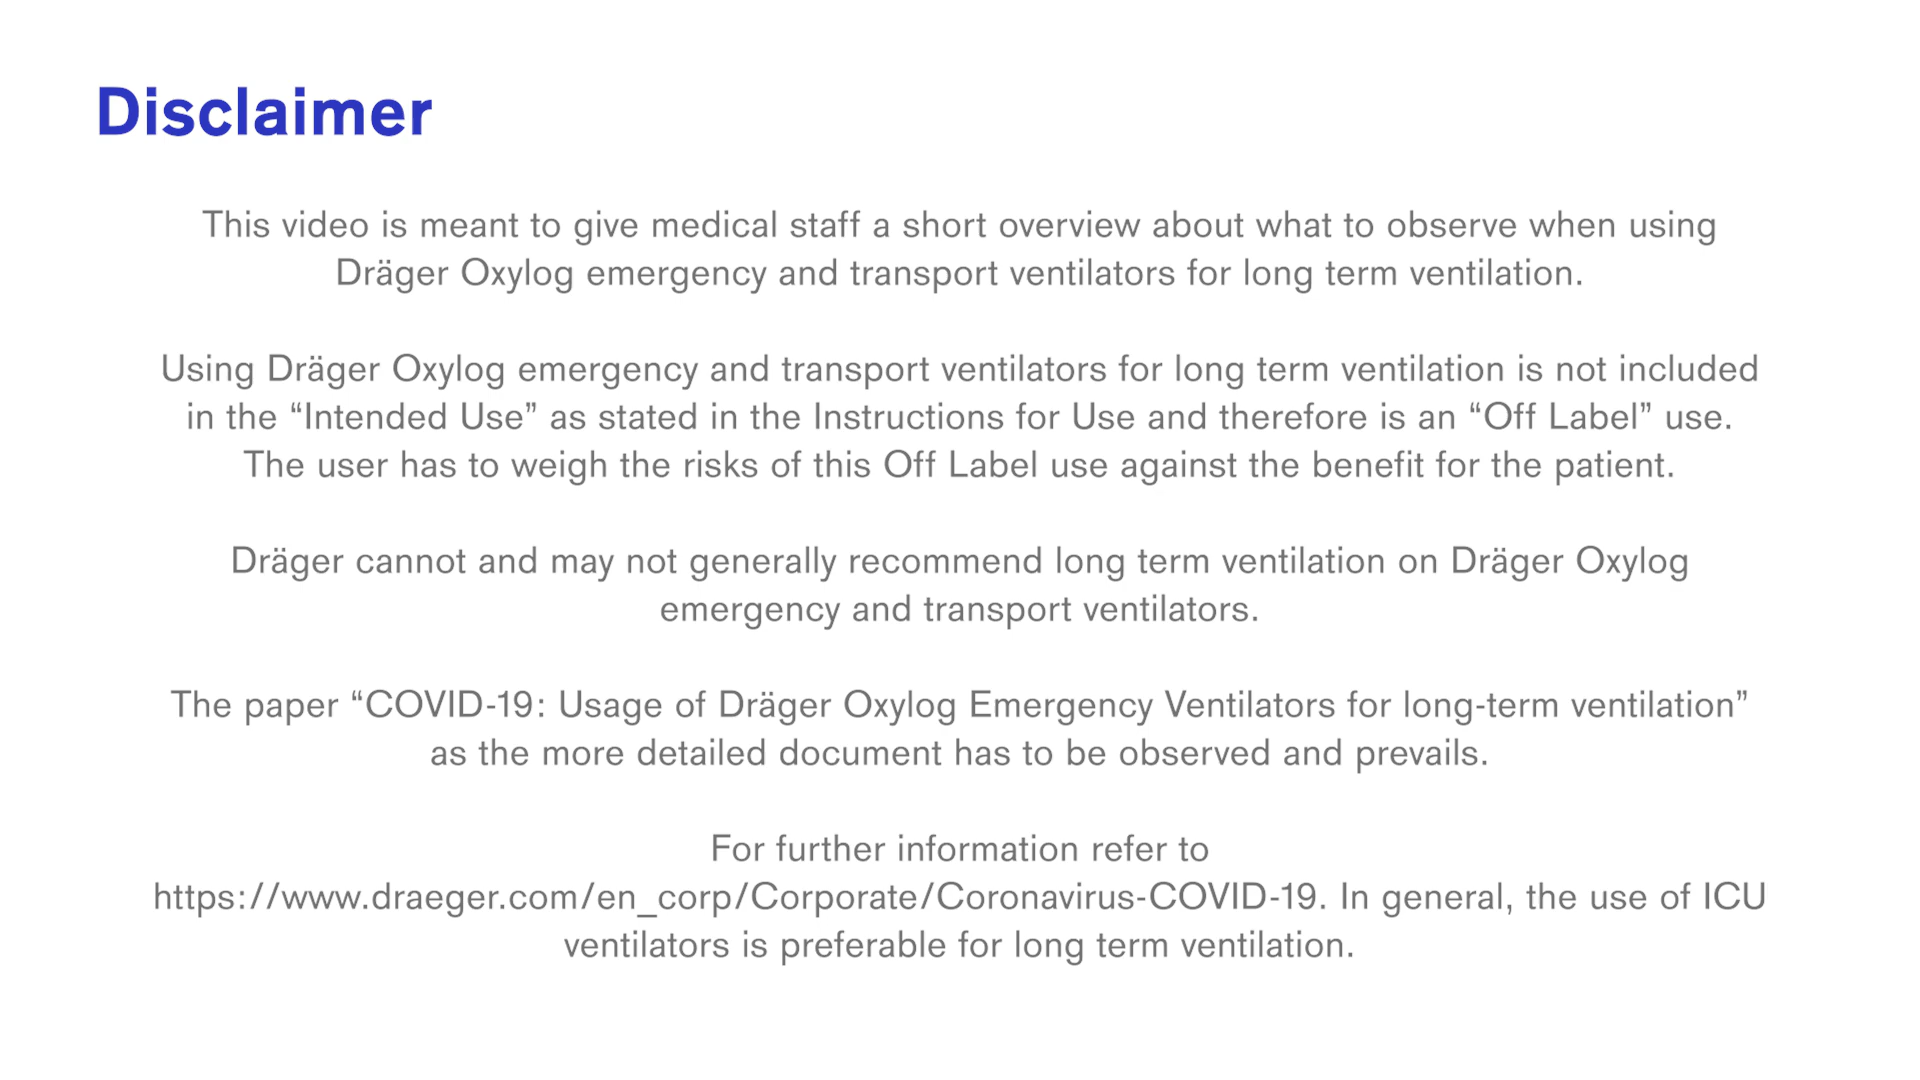 Disclaimer
This video is meant to give medical staff a short overview about what to observe when using
Dräger Oxylog emergency and transport ventilators for long term ventilation.
Using Dräger Oxylog emergency and transport ventilators for long term ventilation is not included
in the “Intended Use” as stated in the Instructions for Use and therefore is an “Off Label” use.
The user has to weigh the risks of this Off Label use against the benefit for the patient.
Dräger cannot and may not generally recommend long term ventilation on Dräger Oxylog
emergency and transport ventilators.
The paper “COVID-19: Usage of Dräger Oxylog Emergency Ventilators for long-term ventilation”
as the more detailed document has to be observed and prevails.
For further information refer to
https://www.draeger.com/en_corp/Corporate/Coronavirus-COVID-19. In general, the use of ICU
ventilators is preferable for long term ventilation.